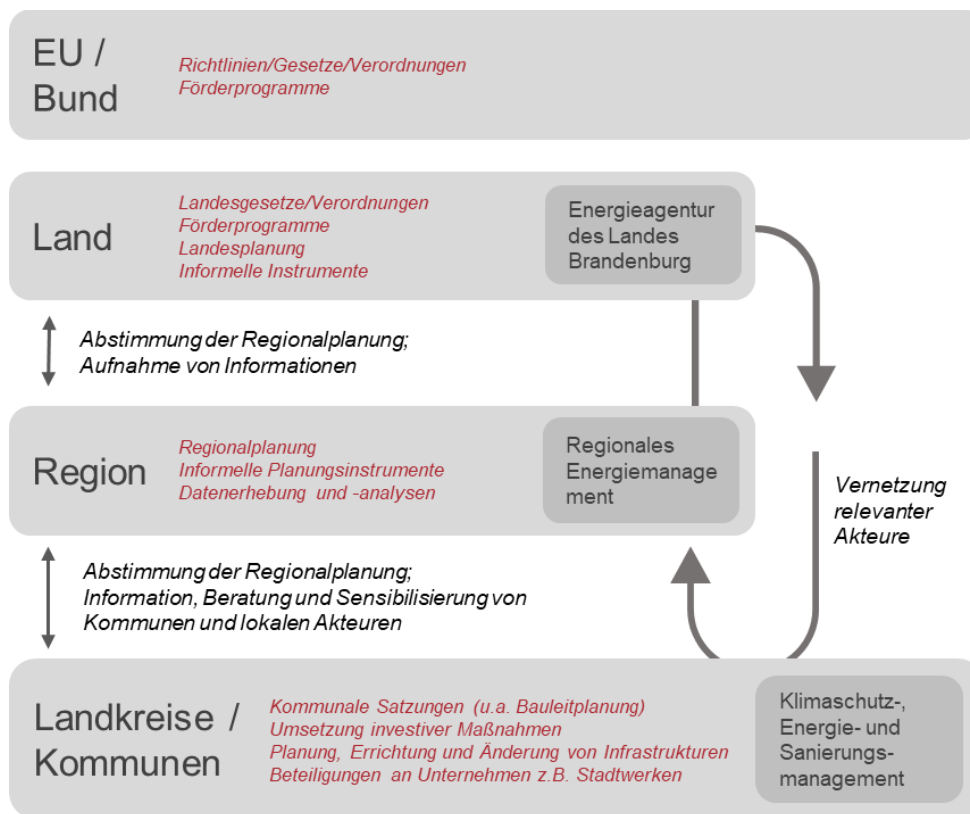 EU /
Bund
Richtlinien/Gesetze/Verordnungen
Förderprogramme
Land
Landesgesetze/Verordnungen
Förderprogramme
Landesplanung
Informelle Instrumente
Energieagentur
des Landes
Brandenburg
Abstimmung der Regionalplanung;
Aufnahme von Informationen
Region
Regionalplanung
Informelle Planungsinstrumente
Datenerhebung und -analysen
Regionales
Energiemanage
ment
Vernetzung
relevanter
Akteure
Abstimmung der Regionalplanung;
Information, Beratung und Sensibilisierung von
Kommunen und lokalen Akteuren
Landkreise /
Kommunen
Kommunale Satzungen (u.a. Bauleitplanung)
Umsetzung investiver Maßnahmen
Planung, Errichtung und Änderung von Infrastrukturen
Beteiligungen an Unternehmen z.B. Stadtwerken
Klimaschutz-,
Energie- und
Sanierungs-
management